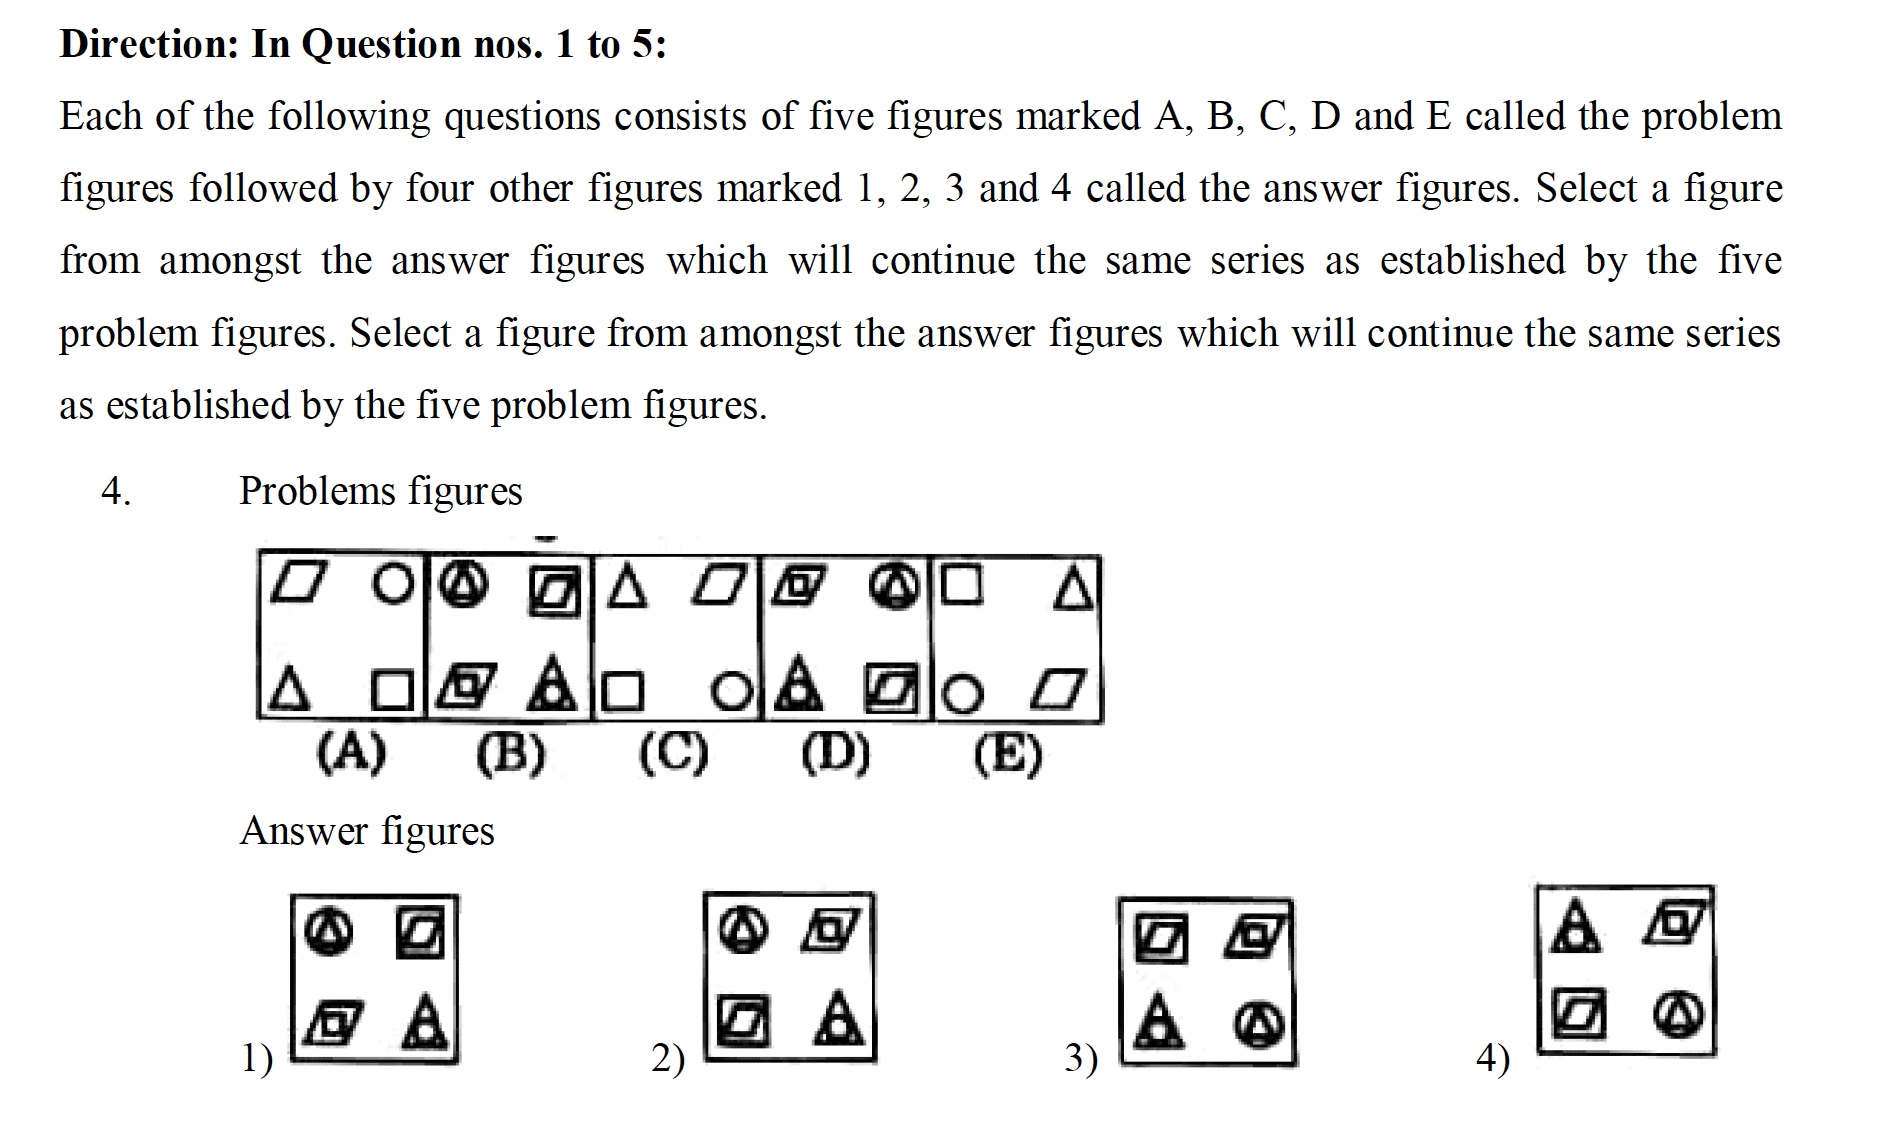 Direction: In Question nos. 1 to 5:
Each of the following questions consists of five figures marked A, B, C, D and E called the problem
figures followed by four other figures marked 1, 2, 3 and 4 called the answer figures. Select a figure
from amongst the answer figures which will continue the same series as established by the five
problem figures. Select a figure from amongst the answer figures which will continue the same series
as established by the five problem figures.
4. Problems figures
(A) (B) (C) (D) (E)
Answer figures
1) 2) 3) 4)